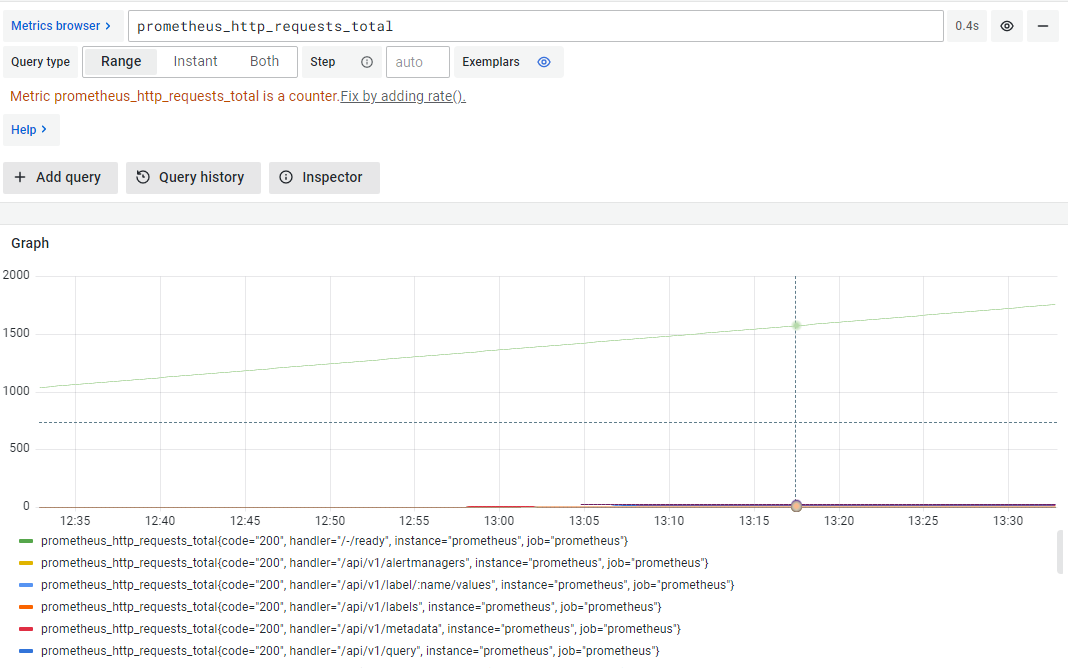 Metrics browser > prometheus_http_requests_total 0.4s
Query type Range Instant Both Step auto Exemplars
Metric prometheus_http_requests_total is a counter.Fix by adding rate().
Help >
+ Add query Query history Inspector
Graph
2000
1500
1000
500
0
12:35 12:40 12:45 12:50 12:55 13:00 13:05 13:10 13:15 13:20 13:25 13:30
prometheus_http_requests_total{code="200", handler="/-/ready", instance="prometheus", job="prometheus"}
prometheus_http_requests_total{code="200", handler="/api/v1/alertmanagers", instance="prometheus", job="prometheus"}
prometheus_http_requests_total{code="200", handler="/api/v1/label/:name/values", instance="prometheus", job="prometheus"}
prometheus_http_requests_total{code="200", handler="/api/v1/labels", instance="prometheus", job="prometheus"}
prometheus_http_requests_total{code="200", handler="/api/v1/metadata", instance="prometheus", job="prometheus"}
prometheus_http_requests_total{code="200", handler="/api/v1/query", instance="prometheus", job="prometheus"}